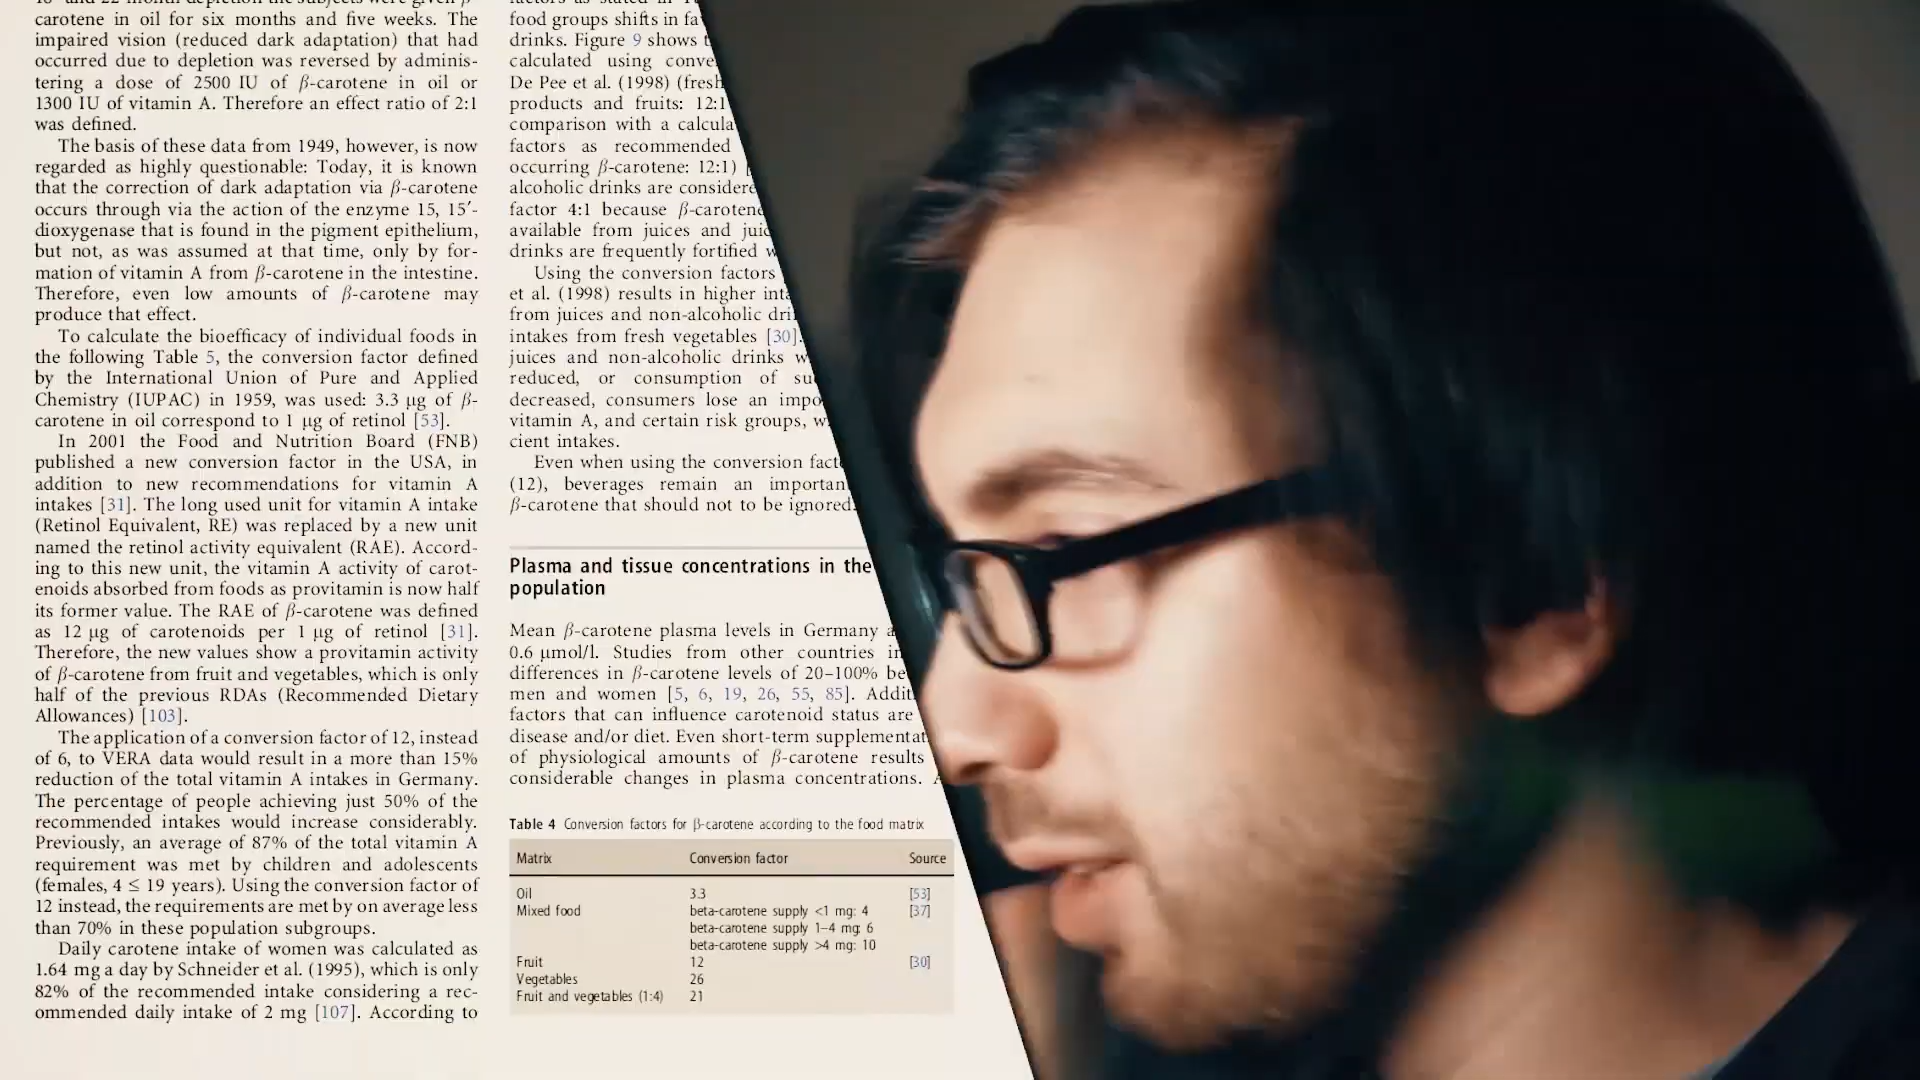 carotene in oil for six months and five weeks. The
impaired vision (reduced dark adaptation) that had
occurred due to depletion was reversed by adminis-
tering a dose of 2500 IU of β-carotene in oil or
1300 IU of vitamin A. Therefore an effect ratio of 2:1
was defined.
The basis of these data from 1949, however, is now
regarded as highly questionable: Today, it is known
that the correction of dark adaptation via β-carotene
occurs through via the action of the enzyme 15, 15′-
dioxygenase that is found in the pigment epithelium,
but not, as was assumed at that time, only by for-
mation of vitamin A from β-carotene in the intestine.
Therefore, even low amounts of β-carotene may
produce that effect.
To calculate the bioefficacy of individual foods in
the following Table 5, the conversion factor defined
by the International Union of Pure and Applied
Chemistry (IUPAC) in 1959, was used: 3.3 µg of β-
carotene in oil correspond to 1 µg of retinol [53].
In 2001 the Food and Nutrition Board (FNB)
published a new conversion factor in the USA, in
addition to new recommendations for vitamin A
intakes [31]. The long used unit for vitamin A intake
(Retinol Equivalent, RE) was replaced by a new unit
named the retinol activity equivalent (RAE). Accord-
ing to this new unit, the vitamin A activity of carot-
enoids absorbed from foods as provitamin is now half
its former value. The RAE of β-carotene was defined
as 12 µg of carotenoids per 1 µg of retinol [31].
Therefore, the new values show a provitamin activity
of β-carotene from fruit and vegetables, which is only
half of the previous RDAs (Recommended Dietary
Allowances) [103].
The application of a conversion factor of 12, instead
of 6, to VERA data would result in a more than 15%
reduction of the total vitamin A intakes in Germany.
The percentage of people achieving just 50% of the
recommended intakes would increase considerably.
Previously, an average of 87% of the total vitamin A
requirement was met by children and adolescents
(females, 4 ≤ 19 years). Using the conversion factor of
12 instead, the requirements are met by on average less
than 70% in these population subgroups.
Daily carotene intake of women was calculated as
1.64 mg a day by Schneider et al. (1995), which is only
82% of the recommended intake considering a rec-
ommended daily intake of 2 mg [107]. According to
food groups shifts in
drinks. Figure 9 shows
calculated using
De Pee et al. (1998) (fresh
products and fruits: 12:1
comparison with a
factors as recommended
occurring β-carotene: 12:1)
alcoholic drinks are
factor 4:1 because β-carotene
available from juices and
drinks are frequently fortified
Using the conversion factors
et al. (1998) results in higher
from juices and non-alcoholic
intakes from fresh vegetables [30].
juices and non-alcoholic drinks
reduced, or consumption of
decreased, consumers lose an
vitamin A, and certain risk groups,
cient intakes.
Even when using the conversion
(12), beverages remain an important
β-carotene that should not to be ignored.
Plasma and tissue concentrations in the
population
Mean β-carotene plasma levels in Germany
0.6 µmol/l. Studies from other countries
differences in β-carotene levels of 20–100%
men and women [5, 6, 19, 26, 55, 85].
factors that can influence carotenoid status are
disease and/or diet. Even short-term
of physiological amounts of β-carotene results
considerable changes in plasma concentrations.
Table 4 Conversion factors for β-carotene according to the food matrix
Matrix Conversion factor Source
Oil 3.3 [53]
Mixed food beta-carotene supply <1 mg: 4 [37]
beta-carotene supply 1–4 mg: 6
beta-carotene supply >4 mg: 10
Fruit 12 [30]
Vegetables 26
Fruit and vegetables (1:4) 21